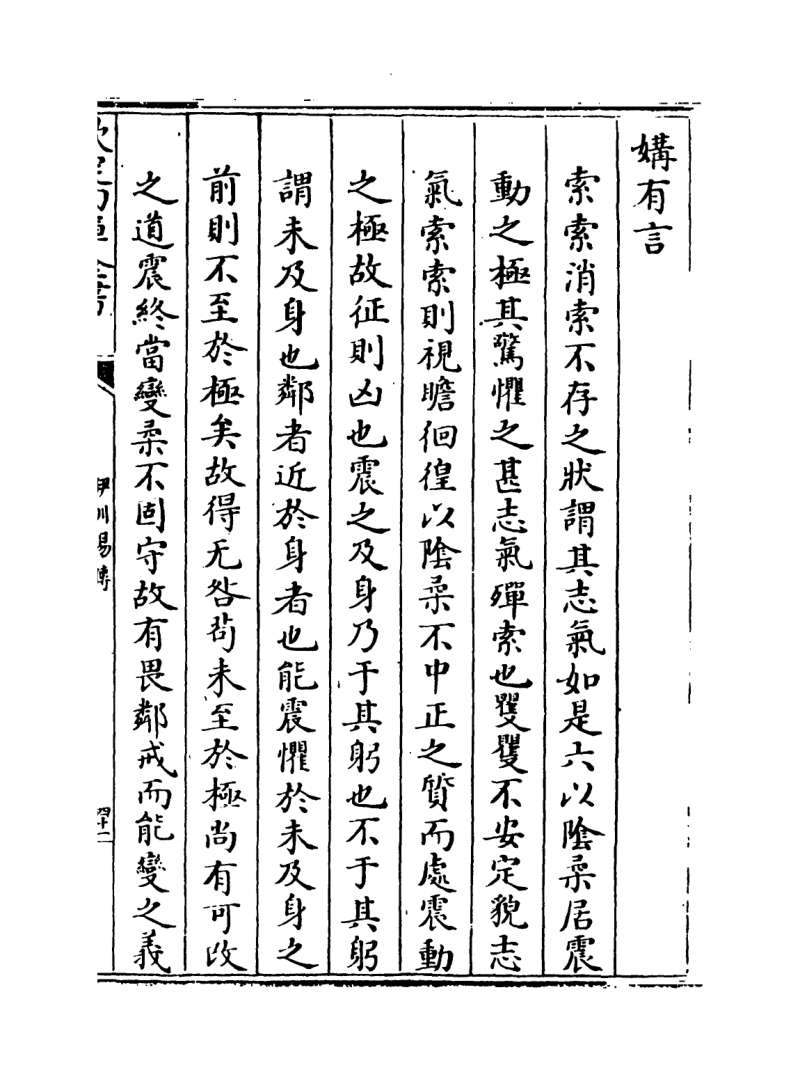 媾有言
索索消索不存之狀謂其志氣如是六以陰柔居震
動之極其驚懼之甚志氣殫索也矍矍不安定貌志
氣索索則視瞻徊徨以陰柔不中正之質而處震動
之極故征則凶也震之及身乃于其躬也不于其躬
謂未及身也鄰者近於身者也能震懼於未及身之
前則不至於極矣故得无咎茍未至於極尚有可改
之道震終當變柔不固守故有畏鄰戒而能變之義
欽定四庫全書
伊川易傳
四十二